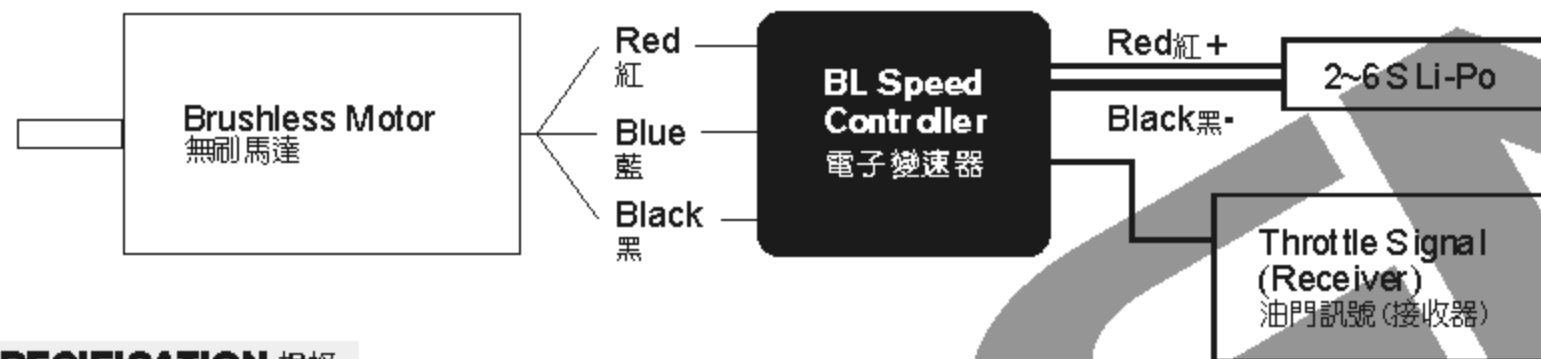 Brushless Motor
無刷馬達
Red
紅
Blue
藍
Black
黑
BL Speed
Controller
電子變速器
Red紅+
Black黑-
2~6S Li-Po
Throttle Signal
(Receiver)
油門訊號(接收器)